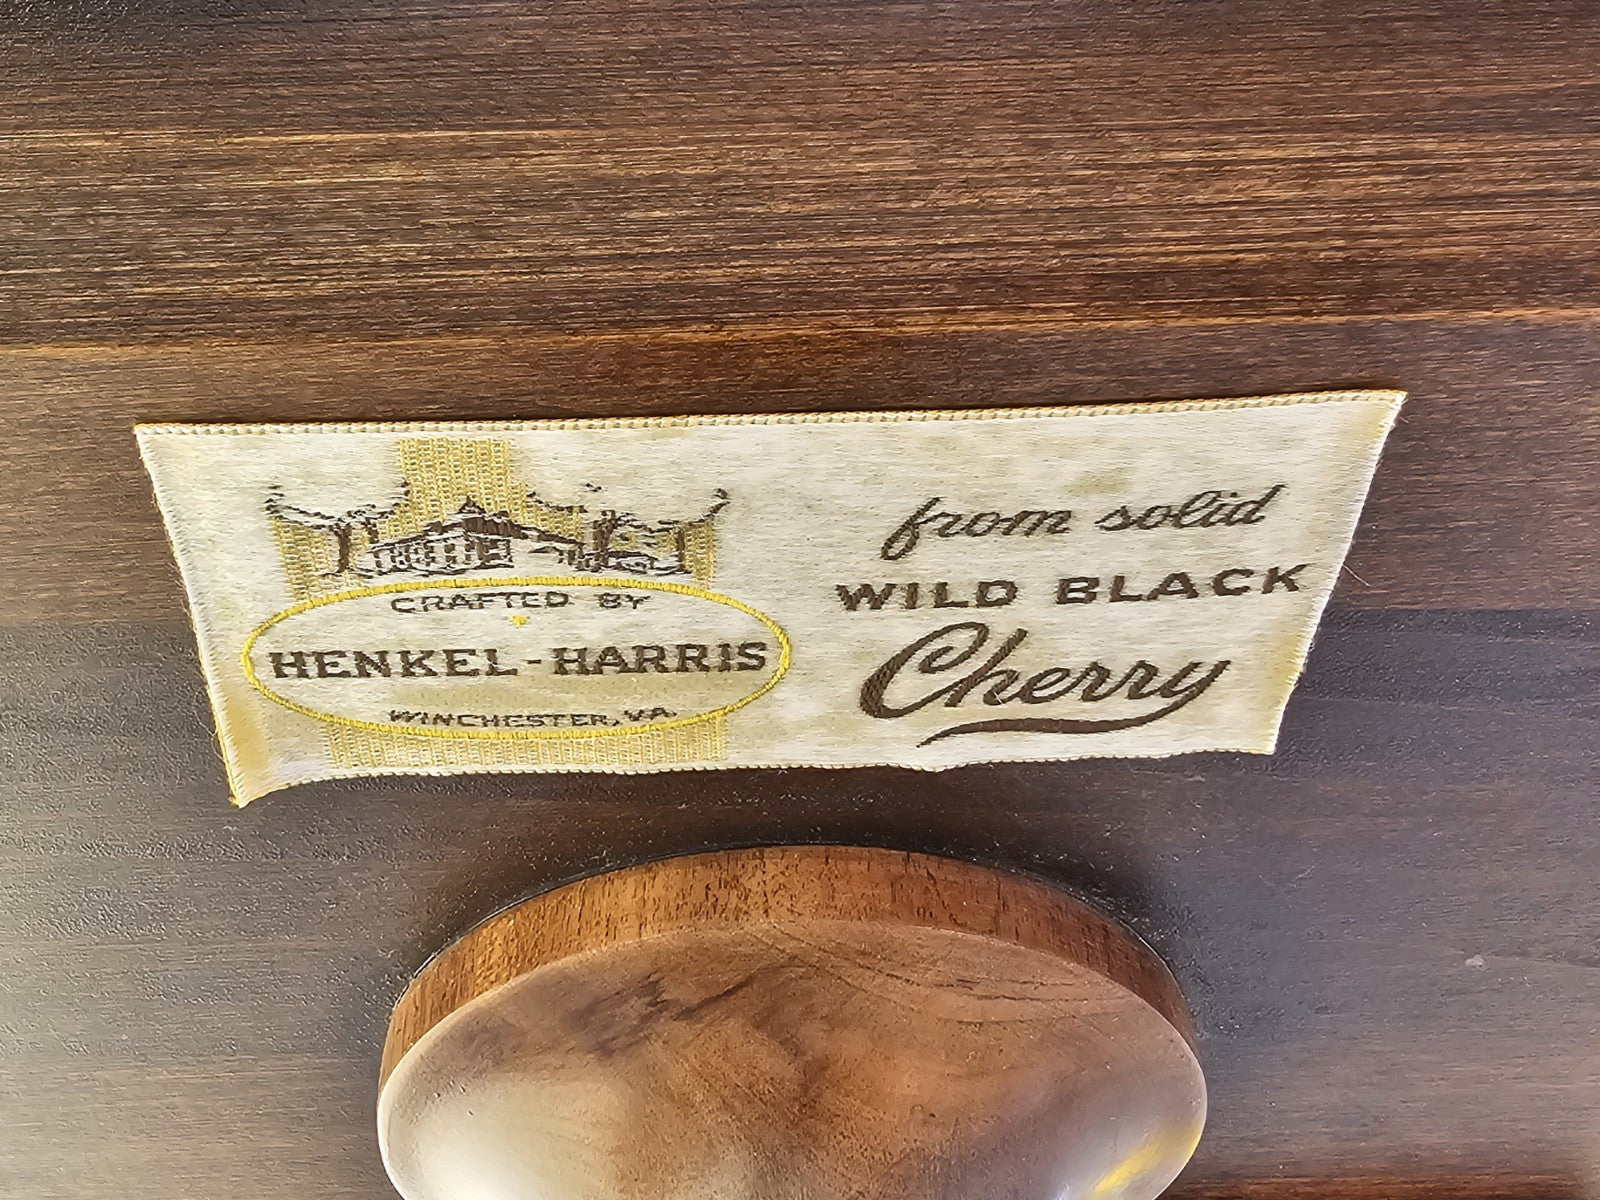 CRAFTED BY
HENKEL-HARRIS
WINCHESTER, VA.
from solid
WILD BLACK
Cherry